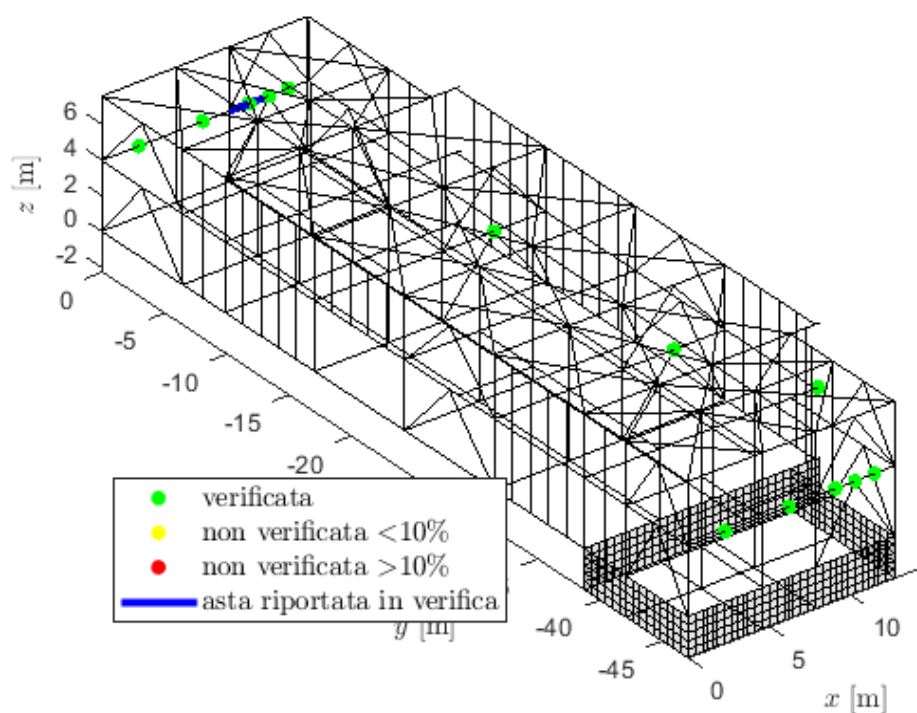 6
4
2
0
-2
z [m]
0
-5
-10
-15
-20
verificata
non verificata <10%
non verificata >10%
asta riportata in verifica
y [m]
-40
-45
0
5
10
x [m]